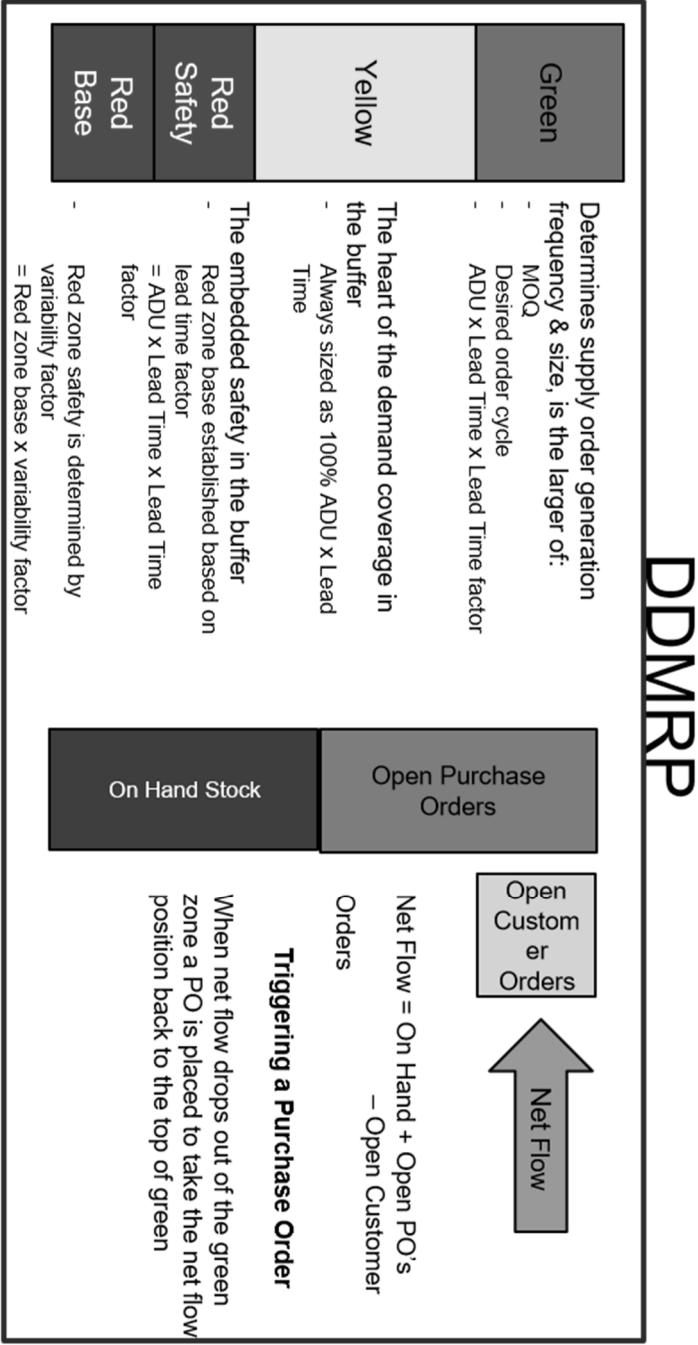 DDMRP
Green
Determines supply order generation
frequency & size, is the larger of:
- MOQ
- Desired order cycle
- ADU x Lead Time x Lead Time factor
Yellow
The heart of the demand coverage in
the buffer
- Always sized as 100% ADU x Lead
Time
Red
Safety
The embedded safety in the buffer
- Red zone base established based on
lead time factor
= ADU x Lead Time x Lead Time
factor
Red
Base
- Red zone safety is determined by
variability factor
= Red zone base x variability factor
Open Purchase
Orders
On Hand Stock
Open
Custom
er
Orders
Net Flow
Net Flow = On Hand + Open PO's
– Open Customer
Orders
Triggering a Purchase Order
When net flow drops out of the green
zone a PO is placed to take the net flow
position back to the top of green